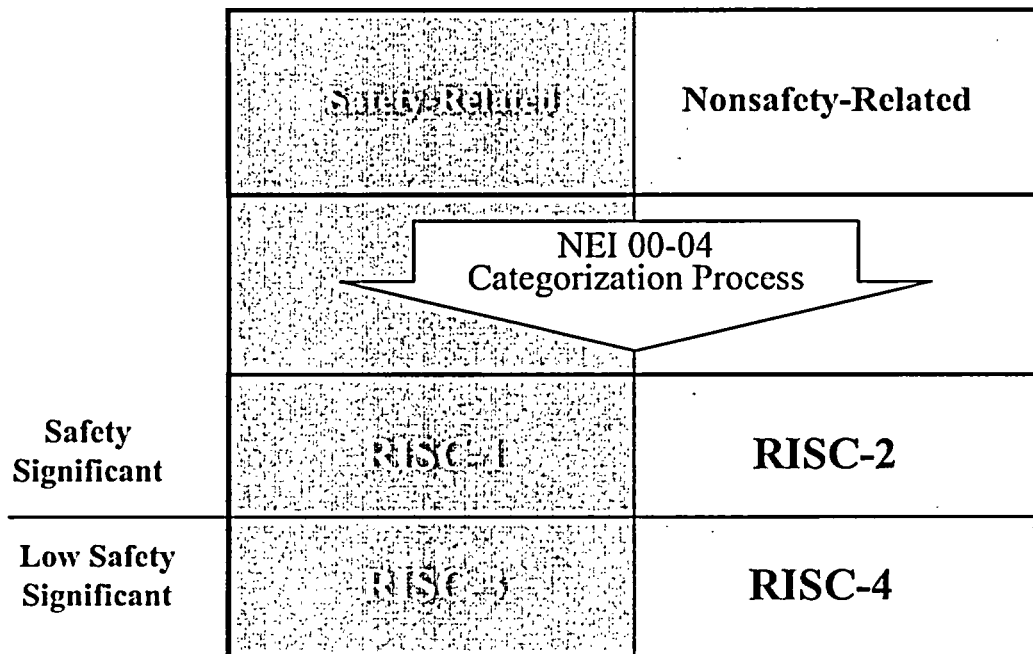 Safety-Related Nonsafety-Related
NEI 00-04
Categorization Process
Safety
Significant
RISC-1 RISC-2
Low Safety
Significant
RISC-3 RISC-4